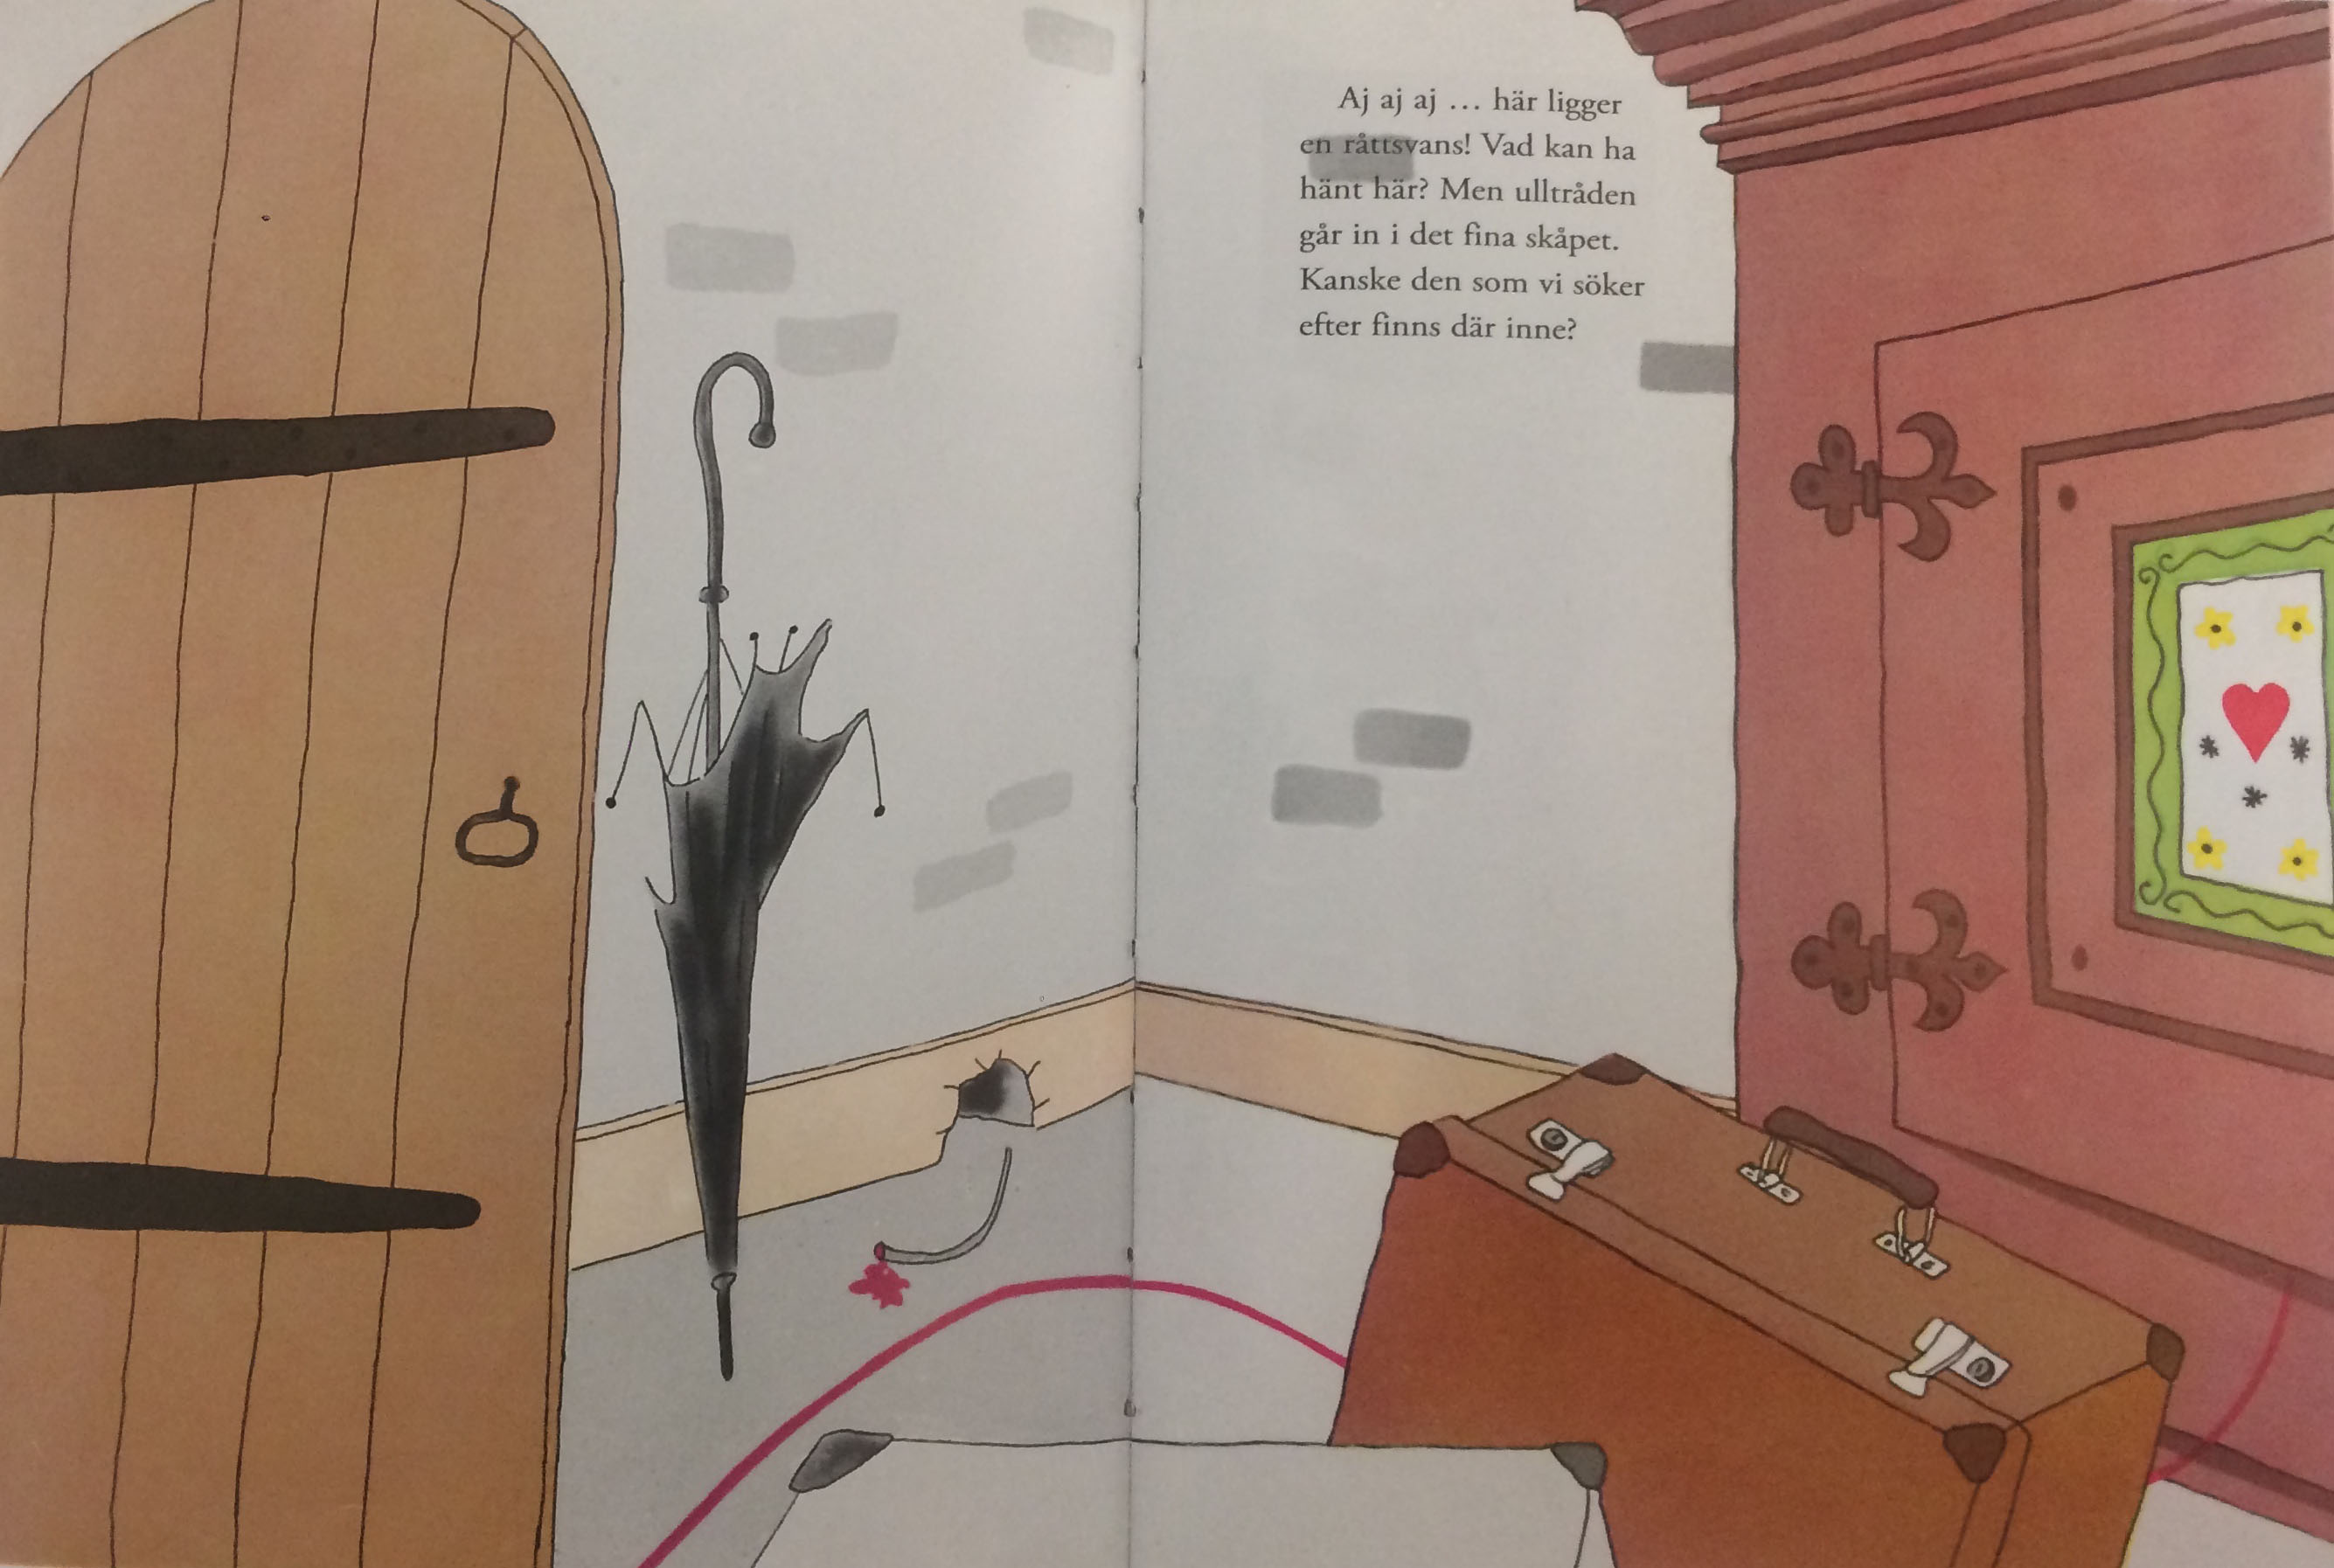 Aj aj aj … här ligger
en råttsvans! Vad kan ha
hänt här? Men ulltråden
går in i det fina skåpet.
Kanske den som vi söker
efter finns där inne?